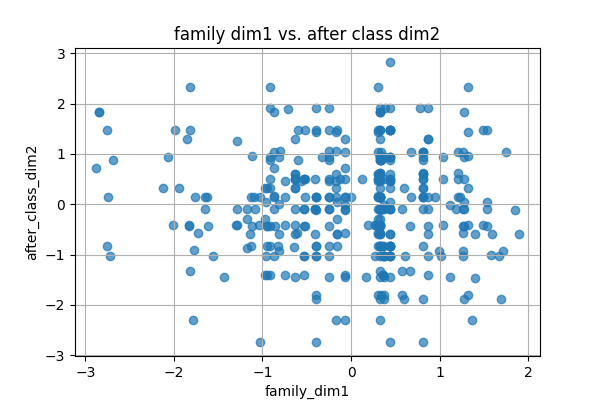 family dim1 vs. after class dim2
3
2
1
0
−1
−2
−3
after_class_dim2
−3 −2 −1 0 1 2
family_dim1